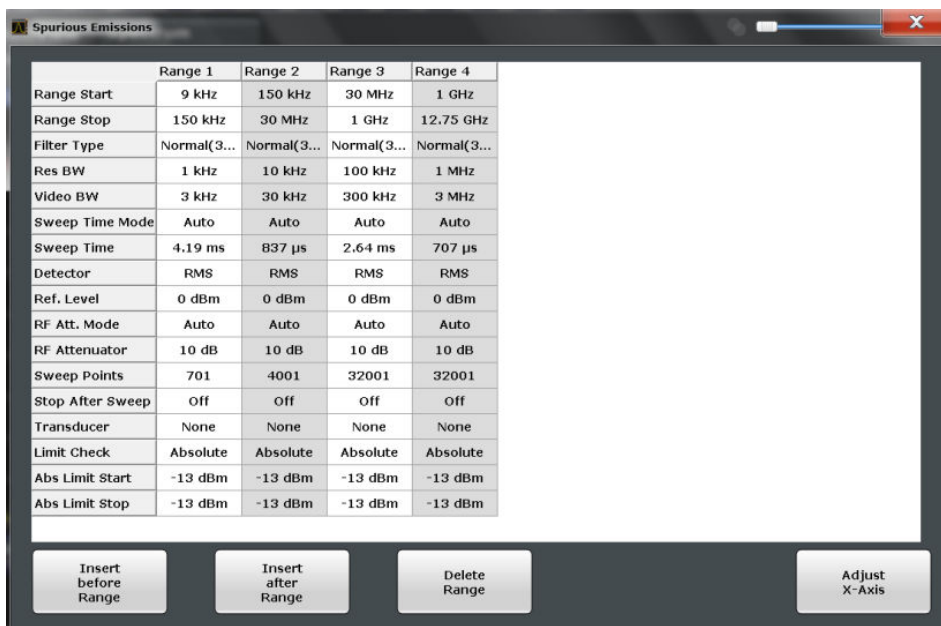 Spurious Emissions
Range 1 Range 2 Range 3 Range 4
Range Start 9 kHz 150 kHz 30 MHz 1 GHz
Range Stop 150 kHz 30 MHz 1 GHz 12.75 GHz
Filter Type Normal(3... Normal(3... Normal(3... Normal(3...
Res BW 1 kHz 10 kHz 100 kHz 1 MHz
Video BW 3 kHz 30 kHz 300 kHz 3 MHz
Sweep Time Mode Auto Auto Auto Auto
Sweep Time 4.19 ms 837 µs 2.64 ms 707 µs
Detector RMS RMS RMS RMS
Ref. Level 0 dBm 0 dBm 0 dBm 0 dBm
RF Att. Mode Auto Auto Auto Auto
RF Attenuator 10 dB 10 dB 10 dB 10 dB
Sweep Points 701 4001 32001 32001
Stop After Sweep Off Off Off Off
Transducer None None None None
Limit Check Absolute Absolute Absolute Absolute
Abs Limit Start -13 dBm -13 dBm -13 dBm -13 dBm
Abs Limit Stop -13 dBm -13 dBm -13 dBm -13 dBm
Insert
before
Range
Insert
after
Range
Delete
Range
Adjust
X-Axis